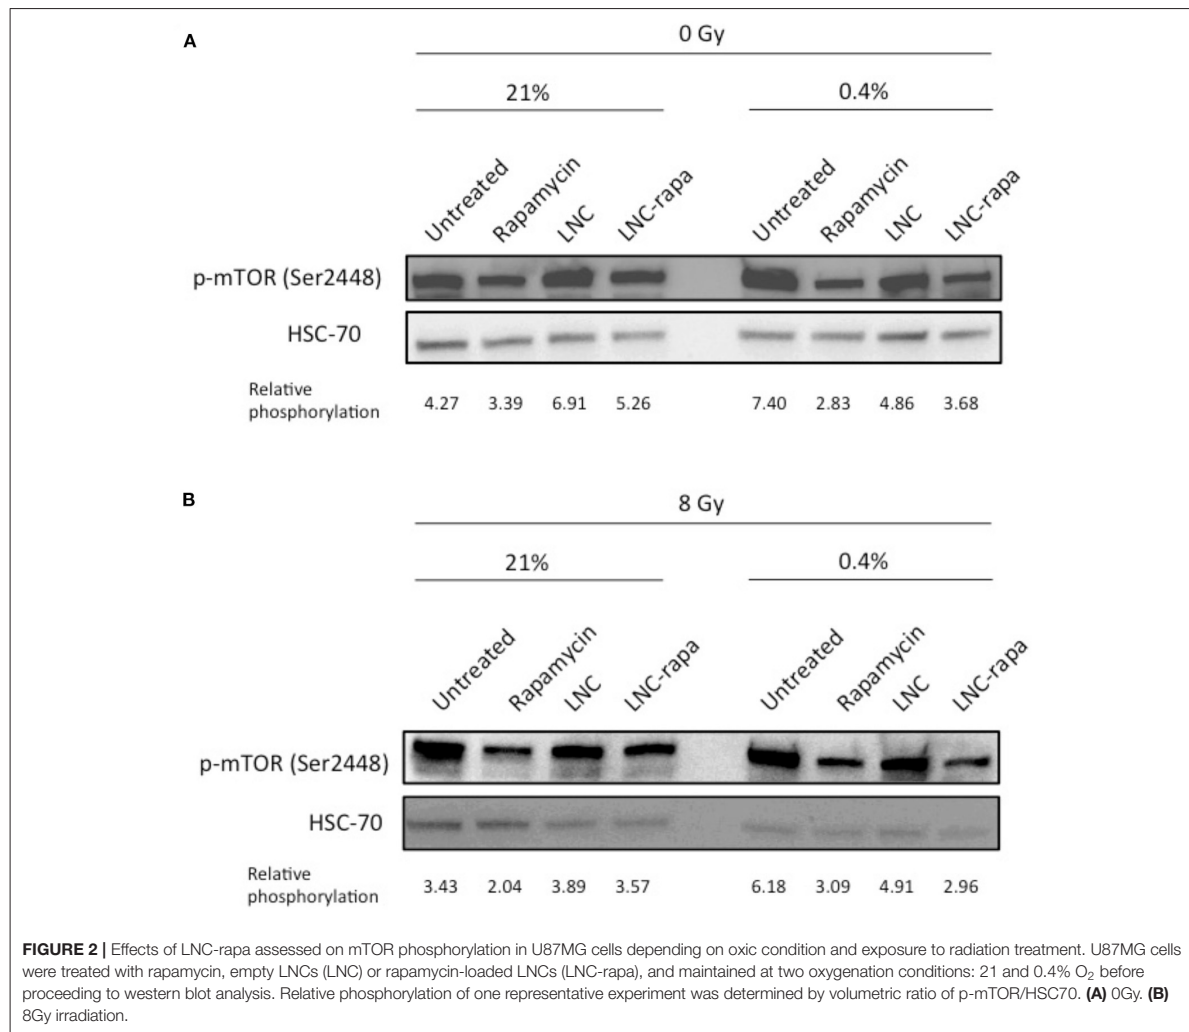 A
0 Gy
21%
0.4%
Untreated
Rapamycin
LNC
LNC-rapa
Untreated
Rapamycin
LNC
LNC-rapa
p-mTOR (Ser2448)
HSC-70
Relative
phosphorylation
4.27 3.39 6.91 5.26 7.40 2.83 4.86 3.68
B
8 Gy
21%
0.4%
Untreated
Rapamycin
LNC
LNC-rapa
Untreated
Rapamycin
LNC
LNC-rapa
p-mTOR (Ser2448)
HSC-70
Relative
phosphorylation
3.43 2.04 3.89 3.57 6.18 3.09 4.91 2.96
FIGURE 2 | Effects of LNC-rapa assessed on mTOR phosphorylation in U87MG cells depending on oxic condition and exposure to radiation treatment. U87MG cells
were treated with rapamycin, empty LNCs (LNC) or rapamycin-loaded LNCs (LNC-rapa), and maintained at two oxygenation conditions: 21 and 0.4% O₂ before
proceeding to western blot analysis. Relative phosphorylation of one representative experiment was determined by volumetric ratio of p-mTOR/HSC70. (A) 0Gy. (B)
8Gy irradiation.